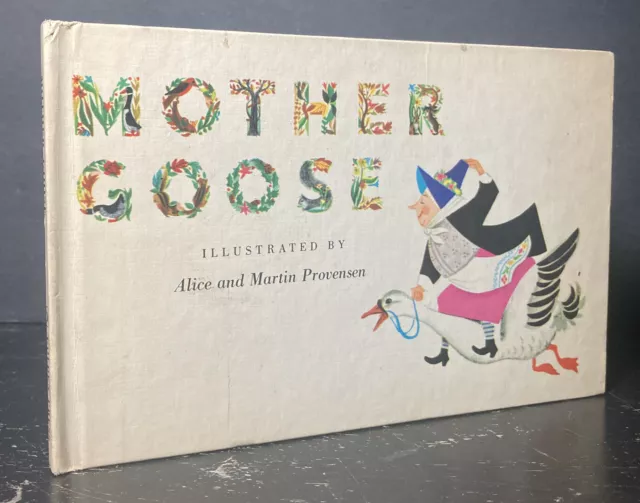 MOTHER
GOOSE
ILLUSTRATED BY
Alice and Martin Provensen